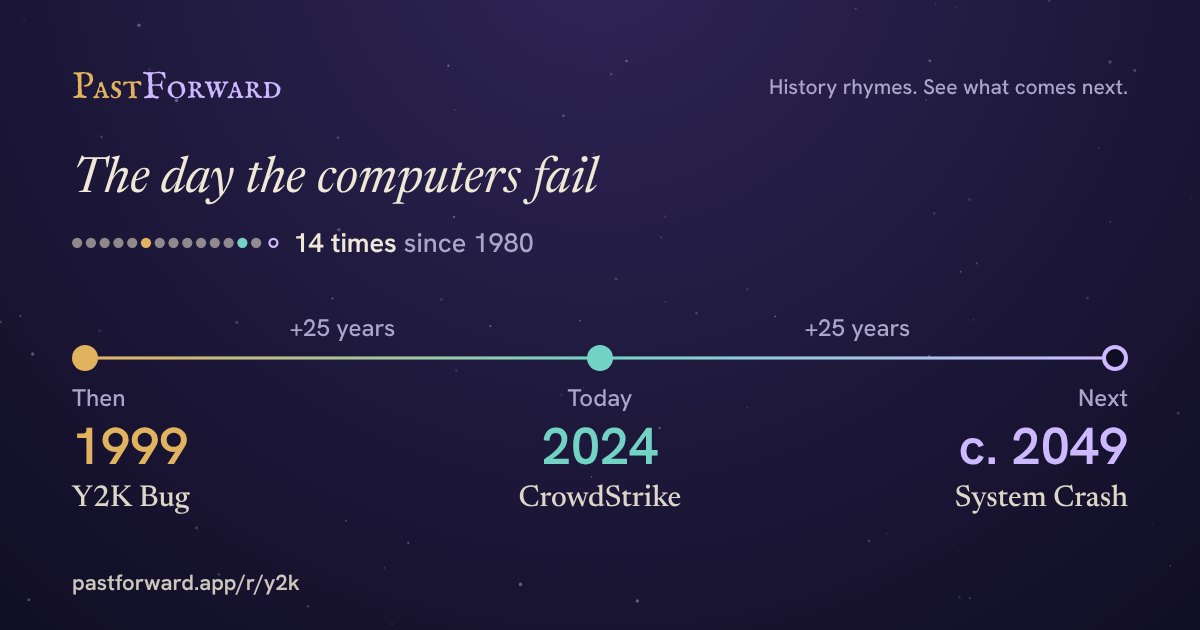 PastForward
History rhymes. See what comes next.
The day the computers fail
14 times since 1980
+25 years
+25 years
Then
Today
Next
1999
2024
c. 2049
Y2K Bug
CrowdStrike
System Crash
pastforward.app/r/y2k